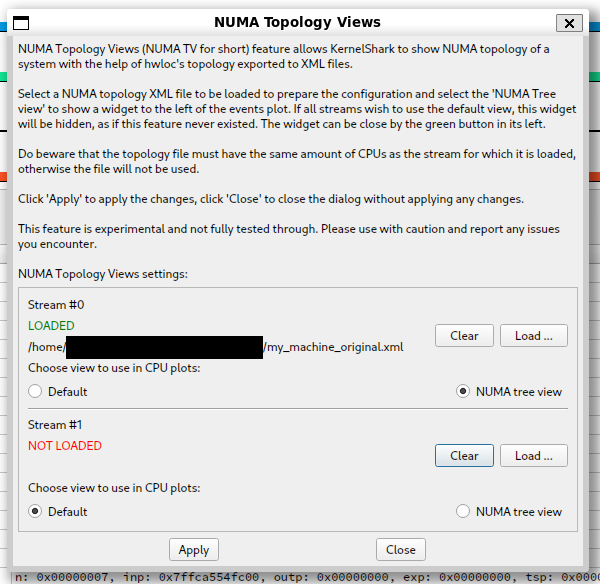 NUMA Topology Views
NUMA Topology Views (NUMA TV for short) feature allows KernelShark to show NUMA topology of a
system with the help of hwloc's topology exported to XML files.
Select a NUMA topology XML file to be loaded to prepare the configuration and select the 'NUMA Tree
view' to show a widget to the left of the events plot. If all streams wish to use the default view, this widget
will be hidden, as if this feature never existed. The widget can be close by the green button in its left.
Do beware that the topology file must have the same amount of CPUs as the stream for which it is loaded,
otherwise the file will not be used.
Click 'Apply' to apply the changes, click 'Close' to close the dialog without applying any changes.
This feature is experimental and not fully tested through. Please use with caution and report any issues
you encounter.
NUMA Topology Views settings:
Stream #0
LOADED
Clear Load ...
/home/ /my_machine_original.xml
Choose view to use in CPU plots:
Default NUMA tree view
Stream #1
NOT LOADED
Clear Load ...
Choose view to use in CPU plots:
Default NUMA tree view
Apply Close
n: 0x00000007, inp: 0x7ffca554fc00, outp: 0x00000000, exp: 0x00000000, tsp: 0x0000